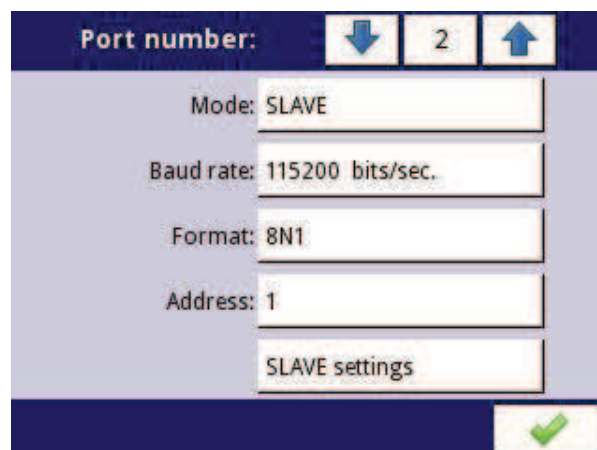 Port number: 2
Mode: SLAVE
Baud rate: 115200 bits/sec.
Format: 8N1
Address: 1
SLAVE settings